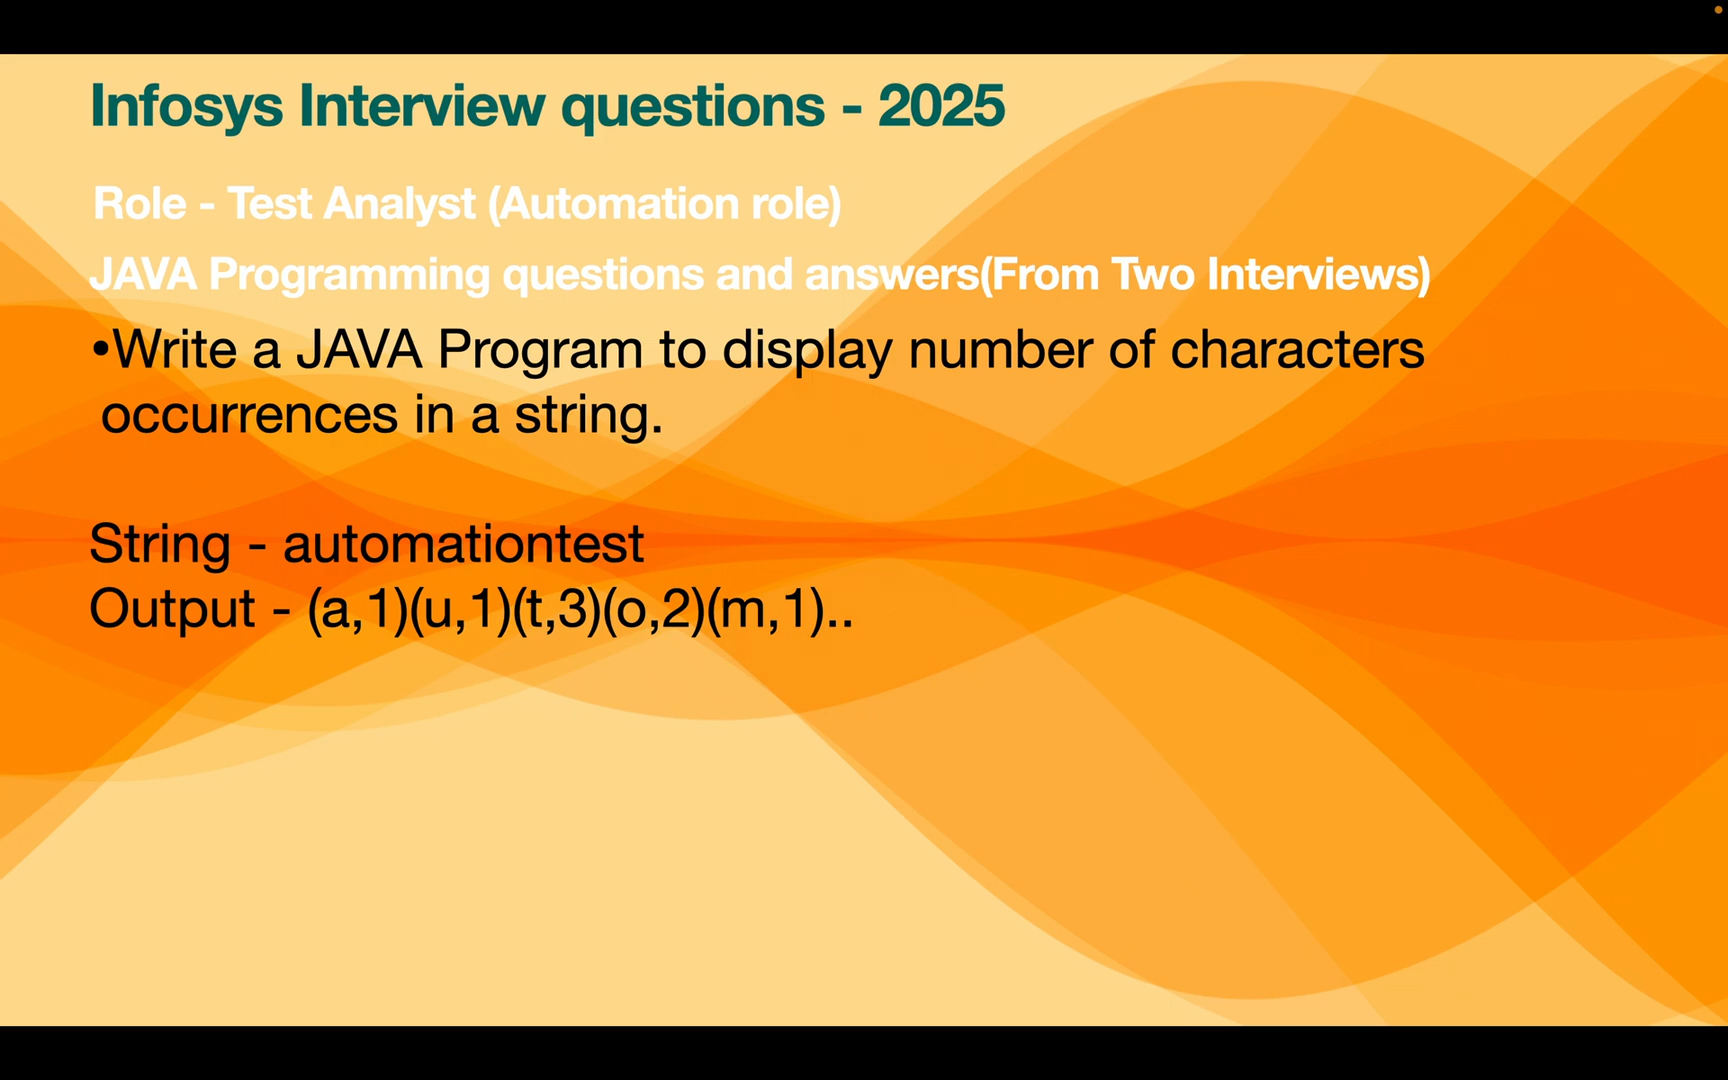 Infosys Interview questions - 2025
Role - Test Analyst (Automation role)
JAVA Programming questions and answers(From Two Interviews)
•Write a JAVA Program to display number of characters
occurrences in a string.
String - automationtest
Output - (a,1)(u,1)(t,3)(o,2)(m,1)..